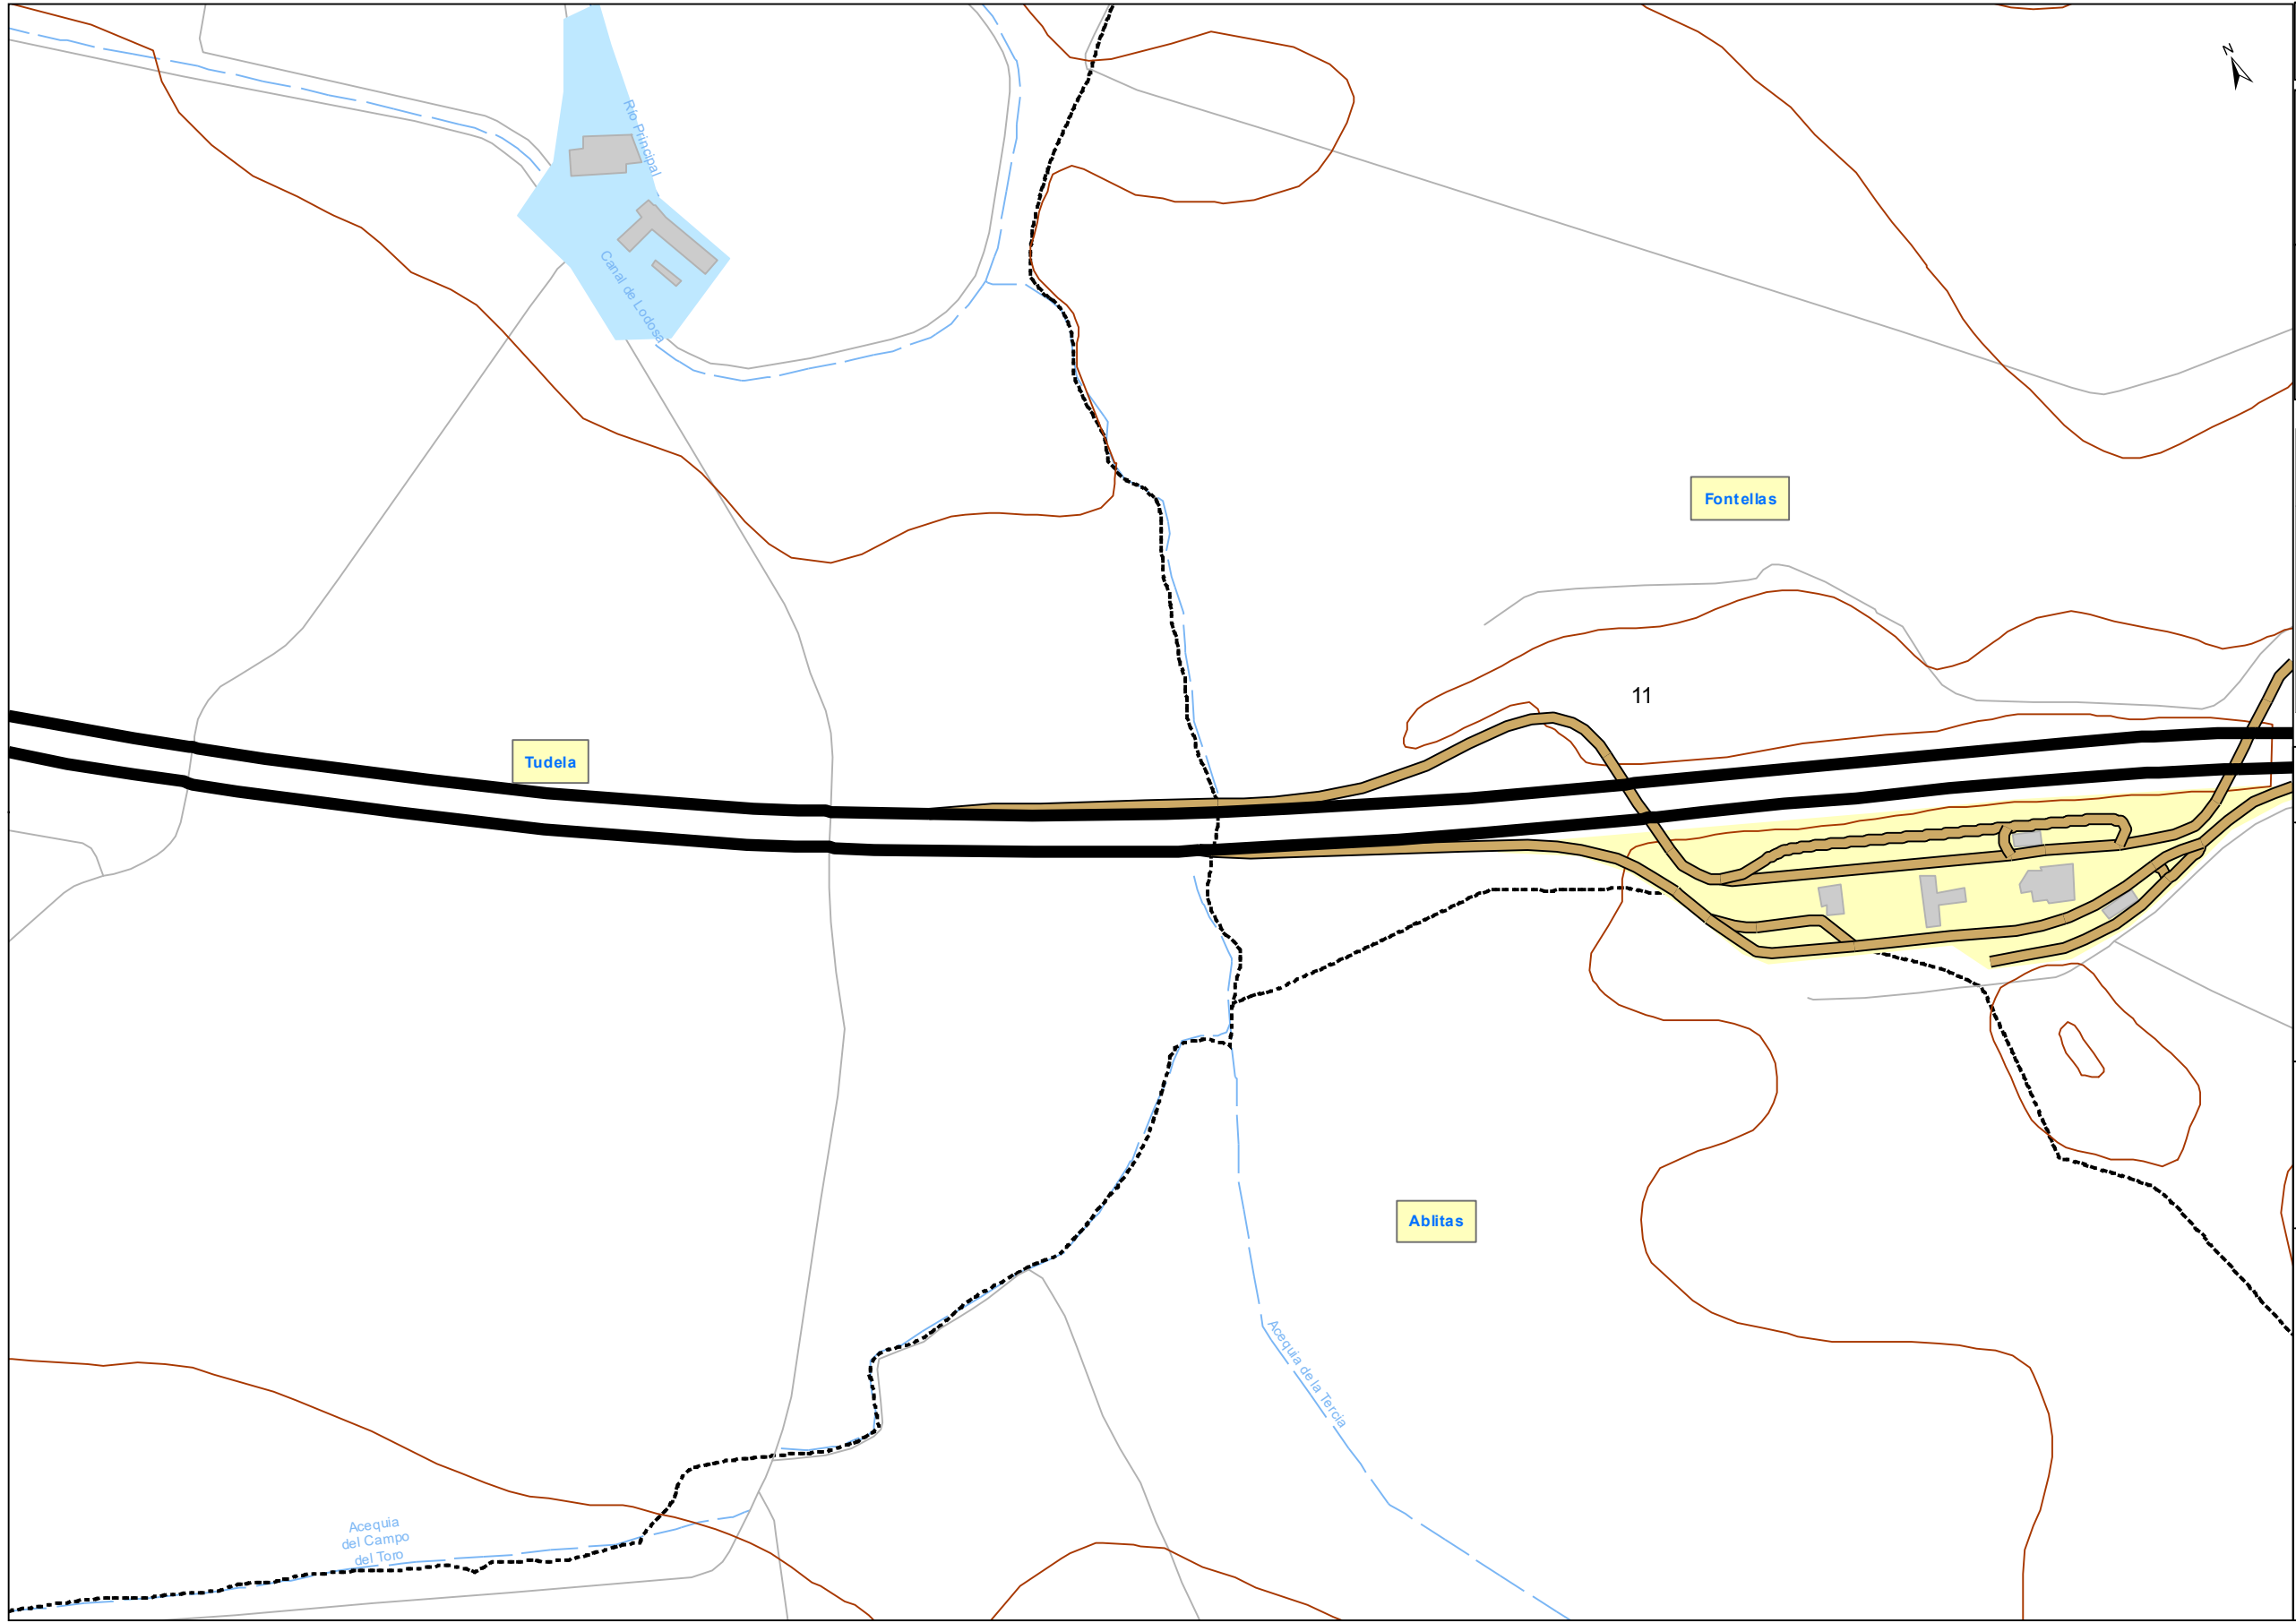 N
Río Principal
Canal de Lodosa
Fontellas
11
Tudela
Ablitas
Acequia de la Tercia
Acequia
del Campo
del Toro